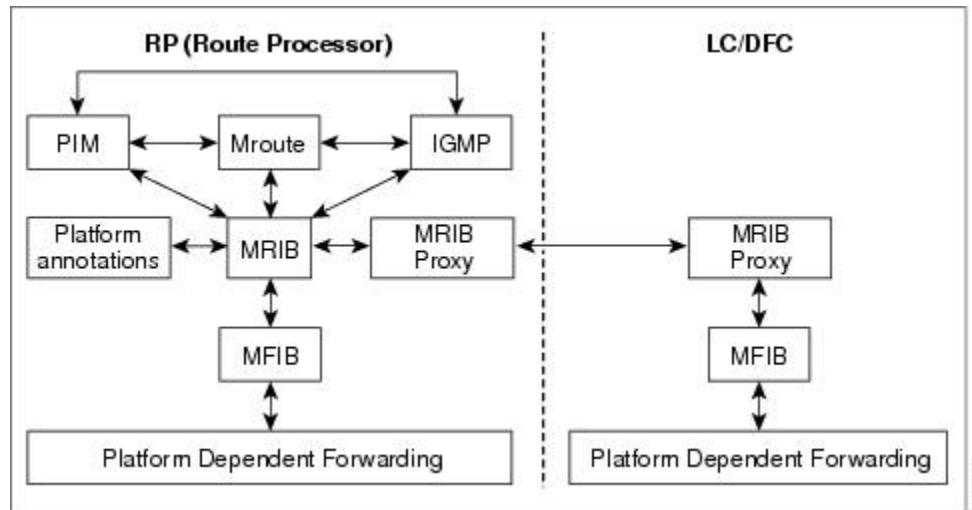 RP (Route Processor)
LC/DFC
PIM
Mroute
IGMP
Platform
annotations
MRIB
MRIB
Proxy
MRIB
Proxy
MFIB
MFIB
Platform Dependent Forwarding
Platform Dependent Forwarding